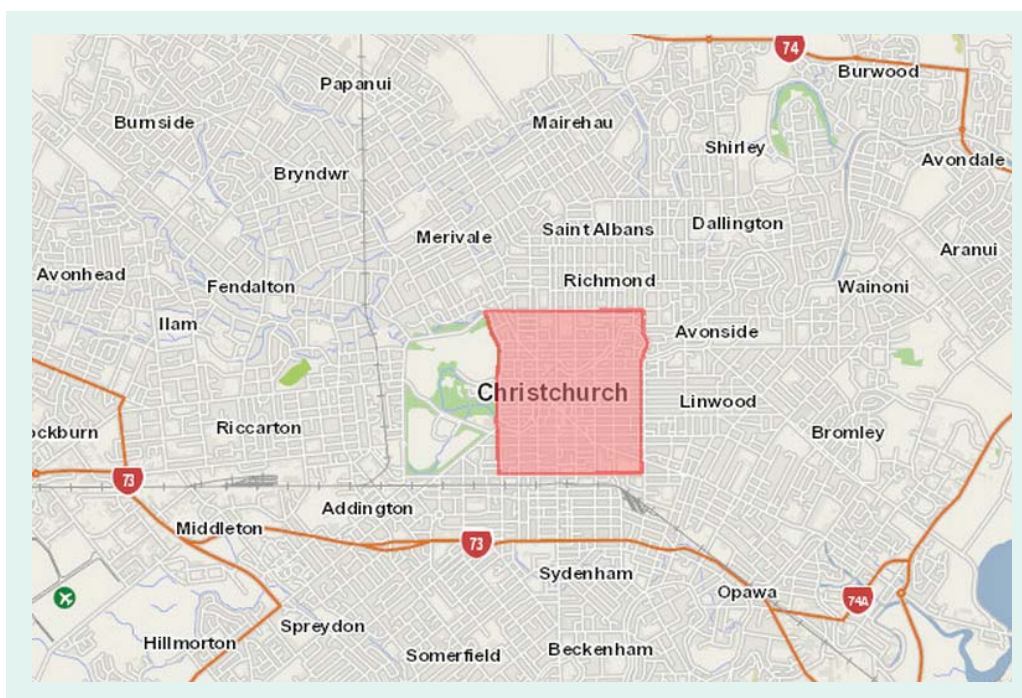 74
Burwood
Papanui
Burnside
Mairehau
Shirley
Avondale
Bryndwr
Dallington
Saint Albans
Merivale
Aranui
Avonhead
Richmond
Fendalton
Wainoni
Ilam
Avonside
Christchurch
Linwood
Riccarton
ockburn
Bromley
73
Addington
Middleton
73
Sydenham
Opawa
74A
Spreydon
Hillmorton
Beckenham
Somerfield